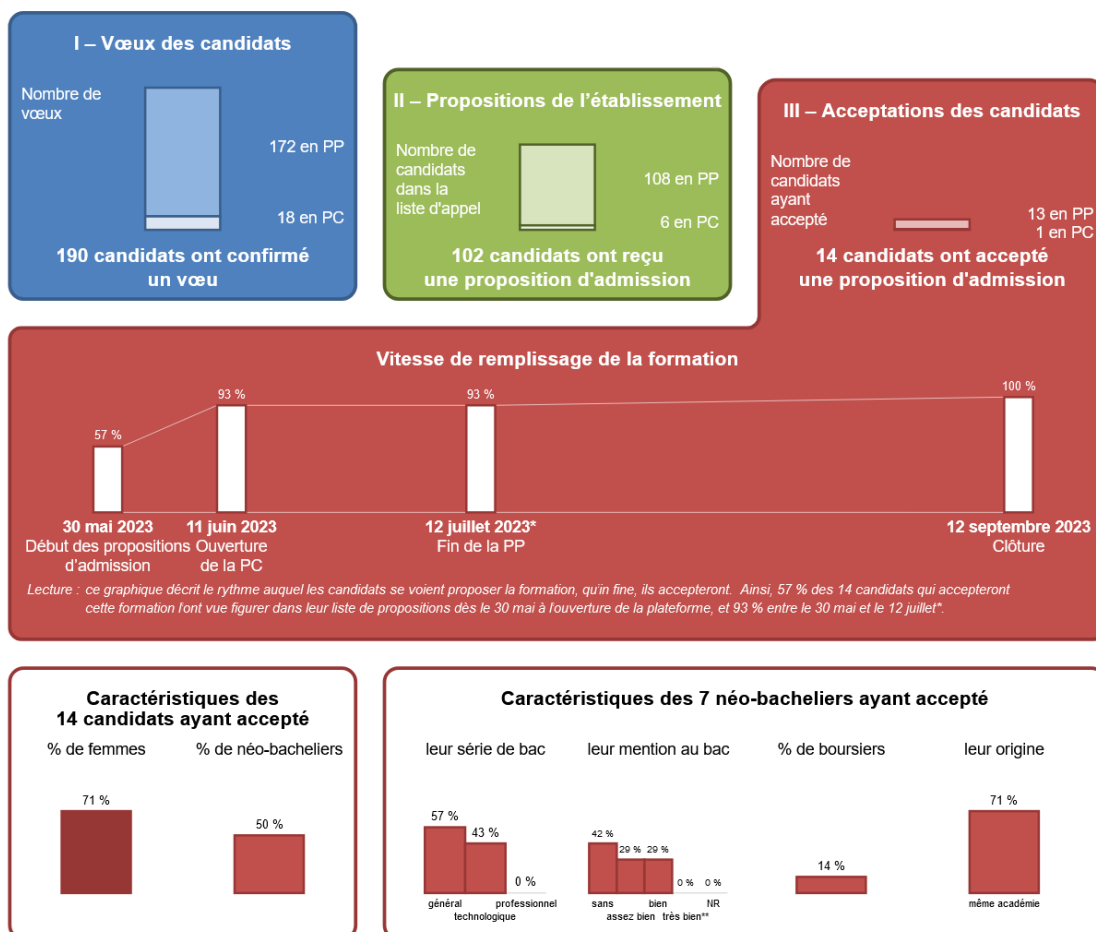 I – Vœux des candidats
Nombre de
vœux
172 en PP
18 en PC
190 candidats ont confirmé
un vœu
II – Propositions de l'établissement
Nombre de
candidats
dans la
liste d'appel
108 en PP
6 en PC
102 candidats ont reçu
une proposition d'admission
III – Acceptations des candidats
Nombre de
candidats
ayant
accepté
13 en PP
1 en PC
14 candidats ont accepté
une proposition d'admission
Vitesse de remplissage de la formation
57 %
93 %
93 %
100 %
30 mai 2023
Début des propositions
d'admission
11 juin 2023
Ouverture
de la PC
12 juillet 2023*
Fin de la PP
12 septembre 2023
Clôture
Lecture : ce graphique décrit le rythme auquel les candidats se voient proposer la formation, qu'in fine, ils accepteront. Ainsi, 57 % des 14 candidats qui accepteront
cette formation l'ont vue figurer dans leur liste de propositions dès le 30 mai à l'ouverture de la plateforme, et 93 % entre le 30 mai et le 12 juillet*.
Caractéristiques des
14 candidats ayant accepté
% de femmes
% de néo-bacheliers
71 %
50 %
Caractéristiques des 7 néo-bacheliers ayant accepté
leur série de bac
57 %
43 %
0 %
général
professionnel
technologique
leur mention au bac
42 %
29 %
29 %
0 %
0 %
sans
bien
NR
assez bien
très bien**
% de boursiers
14 %
leur origine
71 %
même académie